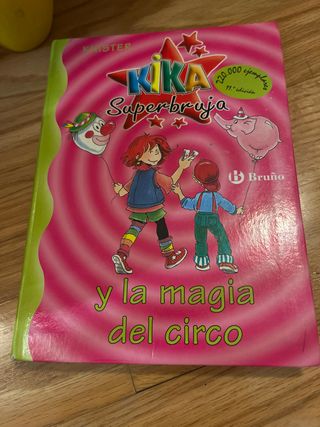 KNISTER
KIKA
Superbruja
220.000 ejemplares
11.ª edición
Bruño
y la magia
del circo